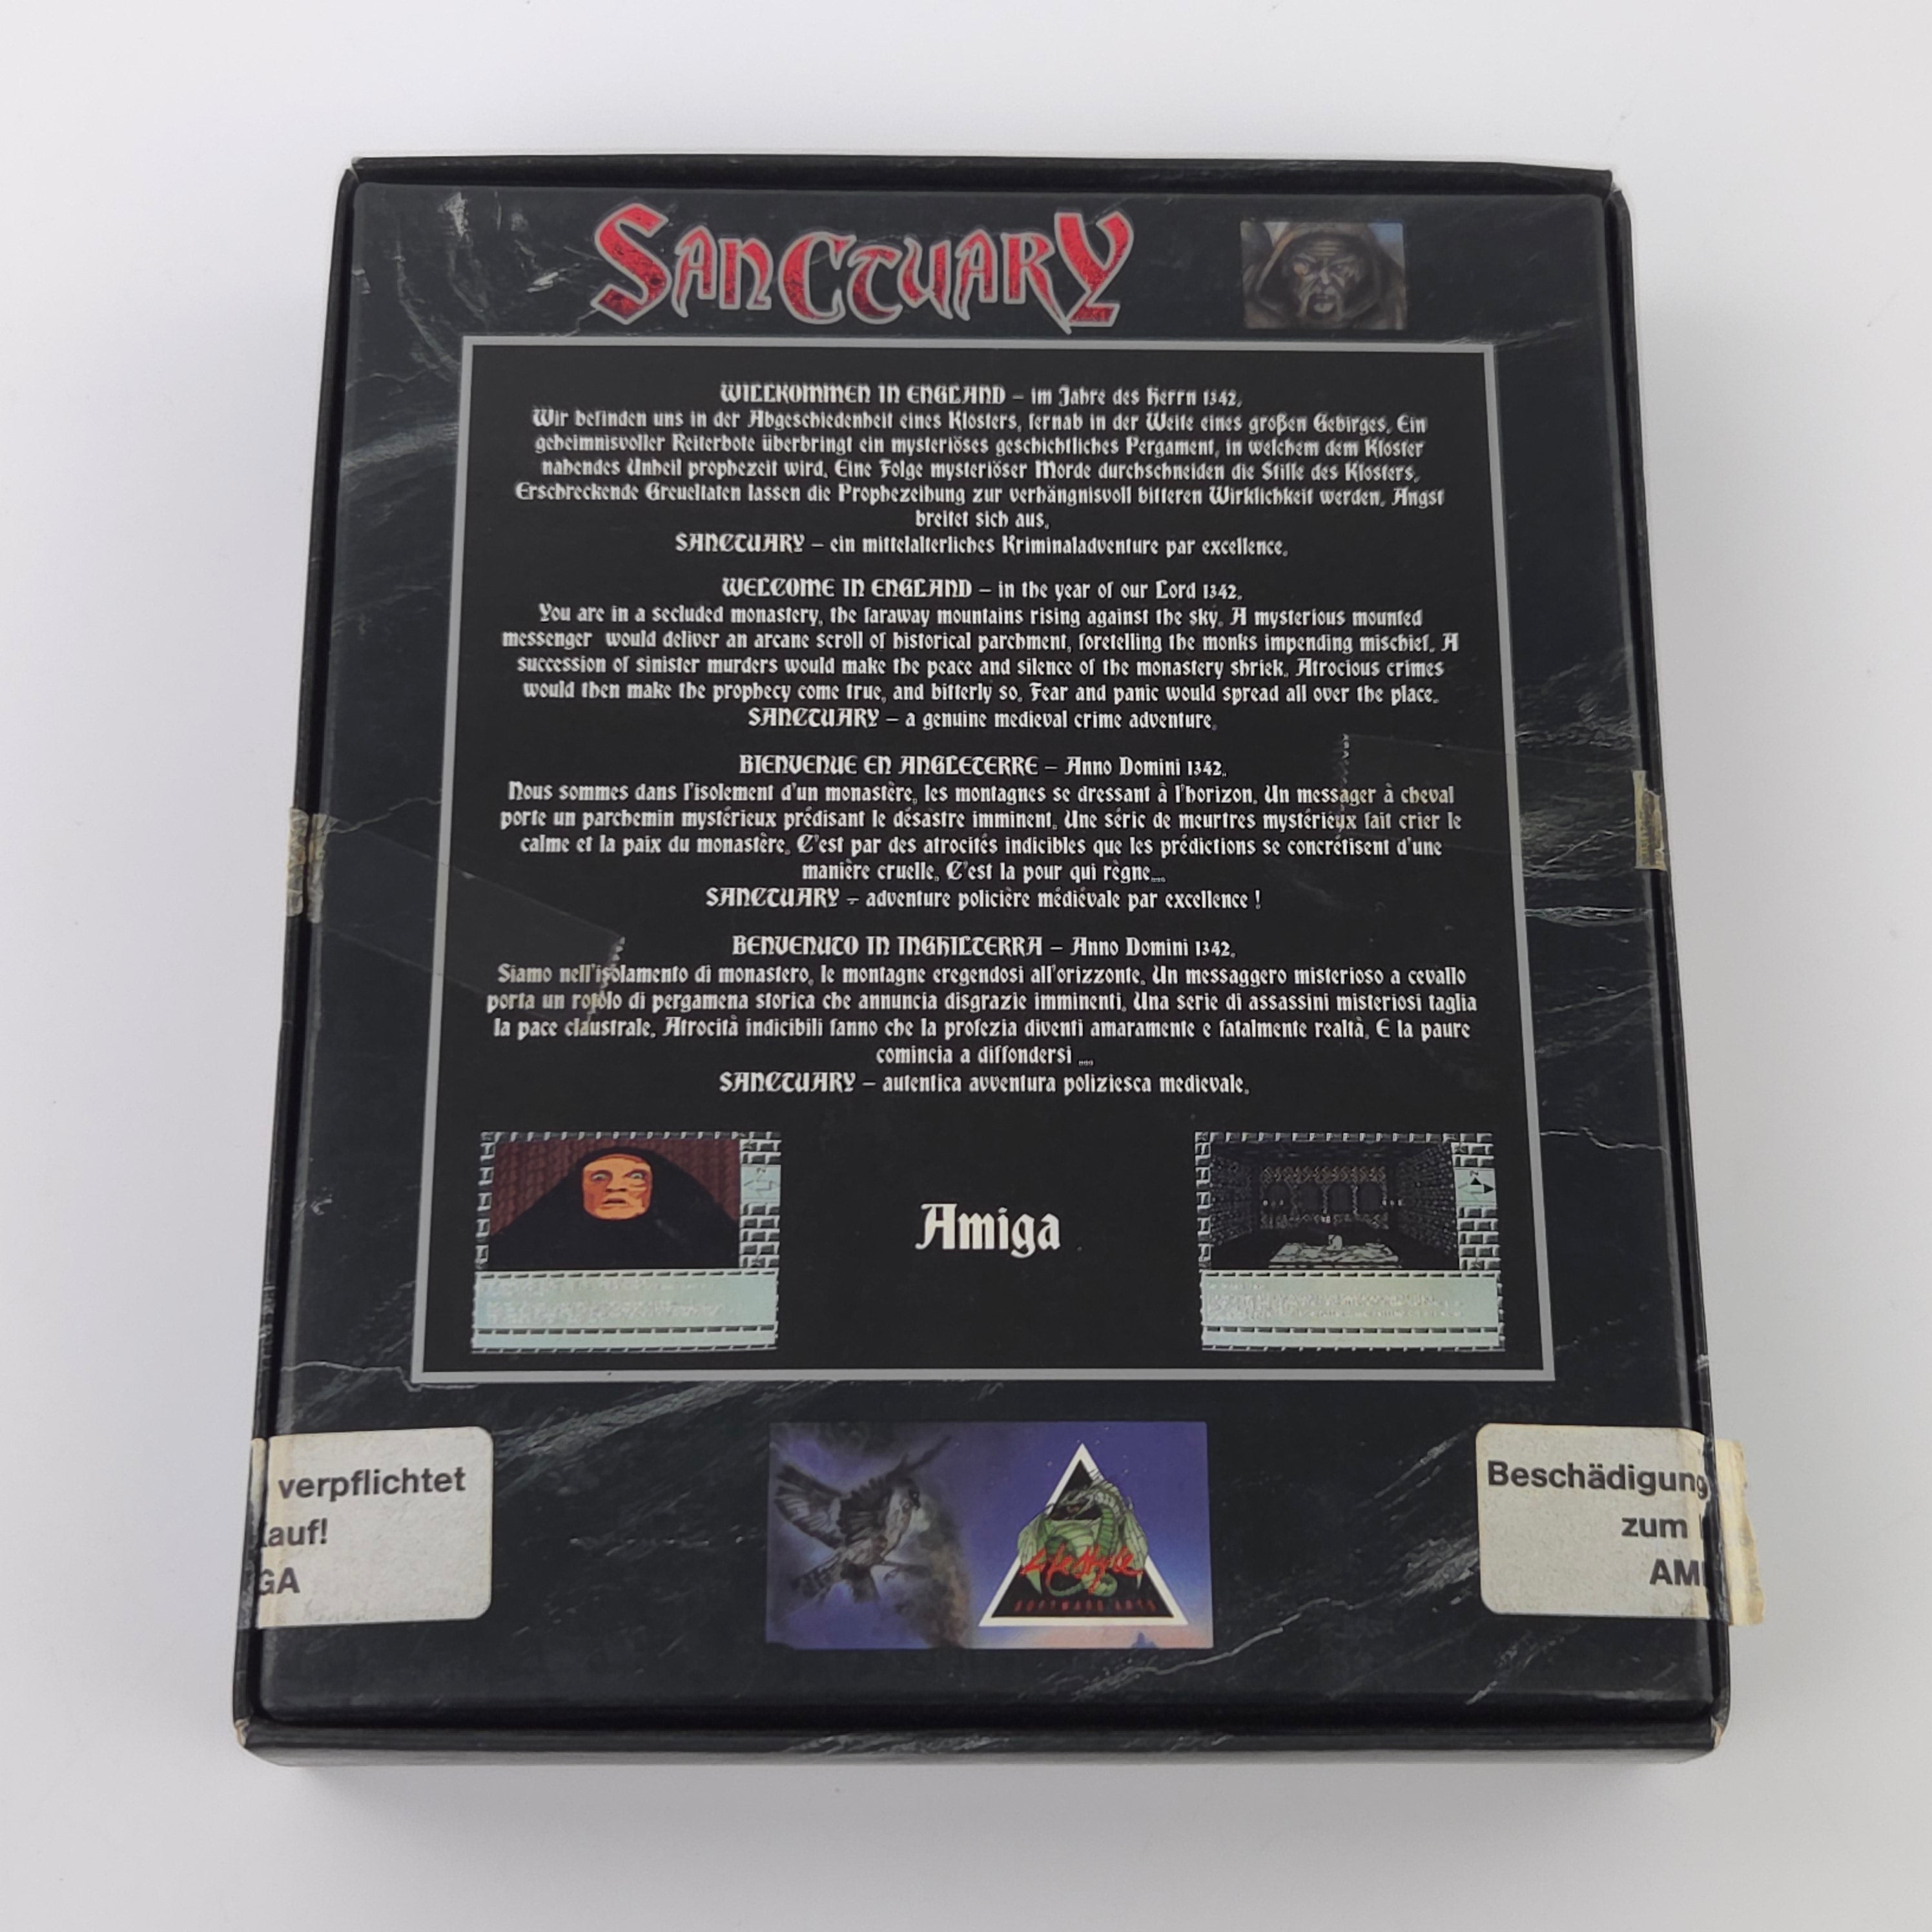 SANCTUARY
WILLKOMMEN IN ENGLAND – im Jahre des Herrn 1342.
Wir befinden uns in der Abgeschiedenheit eines Klosters, fernab in der Weite eines großen Gebirges. Ein
geheimnisvoller Reiterbote überbringt ein mysteriöses geschichtliches Pergament, in welchem dem Kloster
nahendes Unheil prophezeit wird. Eine Folge mysteriöser Morde durchschneiden die Stille des Klosters.
Erschreckende Greueltaten lassen die Prophezeihung zur verhängnisvoll bitteren Wirklichkeit werden. Angst
breitet sich aus.
SANCTUARY – ein mittelalterliches Kriminaladventure par excellence.
WELCOME IN ENGLAND – in the year of our Lord 1342.
You are in a secluded monastery, the faraway mountains rising against the sky. A mysterious mounted
messenger would deliver an arcane scroll of historical parchment, foretelling the monks impending mischief. A
succession of sinister murders would make the peace and silence of the monastery shriek. Atrocious crimes
would then make the prophecy come true, and bitterly so. Fear and panic would spread all over the place.
SANCTUARY – a genuine medieval crime adventure.
BIENVENUE EN ANGLETERRE – Anno Domini 1342.
Nous sommes dans l'isolement d'un monastère, les montagnes se dressant à l'horizon. Un messager à cheval
porte un parchemin mystérieux prédisant le désastre imminent. Une série de meurtres mystérieux fait crier le
calme et la paix du monastère. C'est par des atrocités indicibles que les prédictions se concrétisent d'une
manière cruelle. C'est la pour qui règne....
SANCTUARY – adventure policière médiévale par excellence !
BENVENUTO IN INGHILTERRA – Anno Domini 1342.
Siamo nell'isolamento di monastero, le montagne eregendosi all'orizzonte. Un messaggero misterioso a cevallo
porta un rotolo di pergamena storica che annuncia disgrazie imminenti. Una serie di assassini misteriosi taglia
la pace claustrale. Atrocità indicibili fanno che la profezia diventi amaramente e fatalmente realtà. E la paure
comincia a diffondersi ....
SANCTUARY – autentica avventura poliziesca medievale.
Amiga
verpflichtet
auf!
GA
Lifestyle
SOFTWARE ARTS
Beschädigung
zum
AM